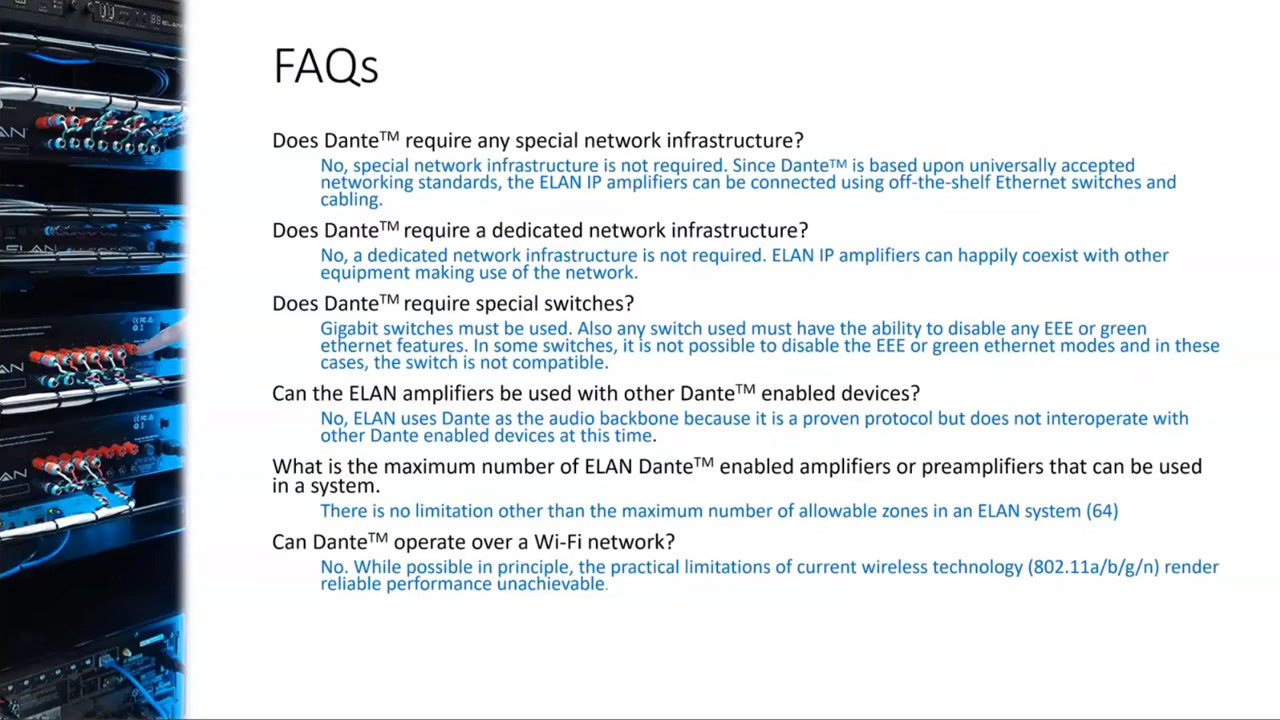 FAQs
Does Dante™ require any special network infrastructure?
No, special network infrastructure is not required. Since Dante™ is based upon universally accepted
networking standards, the ELAN IP amplifiers can be connected using off-the-shelf Ethernet switches and
cabling.
Does Dante™ require a dedicated network infrastructure?
No, a dedicated network infrastructure is not required. ELAN IP amplifiers can happily coexist with other
equipment making use of the network.
Does Dante™ require special switches?
Gigabit switches must be used. Also any switch used must have the ability to disable any EEE or green
ethernet features. In some switches, it is not possible to disable the EEE or green ethernet modes and in these
cases, the switch is not compatible.
Can the ELAN amplifiers be used with other Dante™ enabled devices?
No, ELAN uses Dante as the audio backbone because it is a proven protocol but does not interoperate with
other Dante enabled devices at this time.
What is the maximum number of ELAN Dante™ enabled amplifiers or preamplifiers that can be used
in a system.
There is no limitation other than the maximum number of allowable zones in an ELAN system (64)
Can Dante™ operate over a Wi-Fi network?
No. While possible in principle, the practical limitations of current wireless technology (802.11a/b/g/n) render
reliable performance unachievable.
ELAN